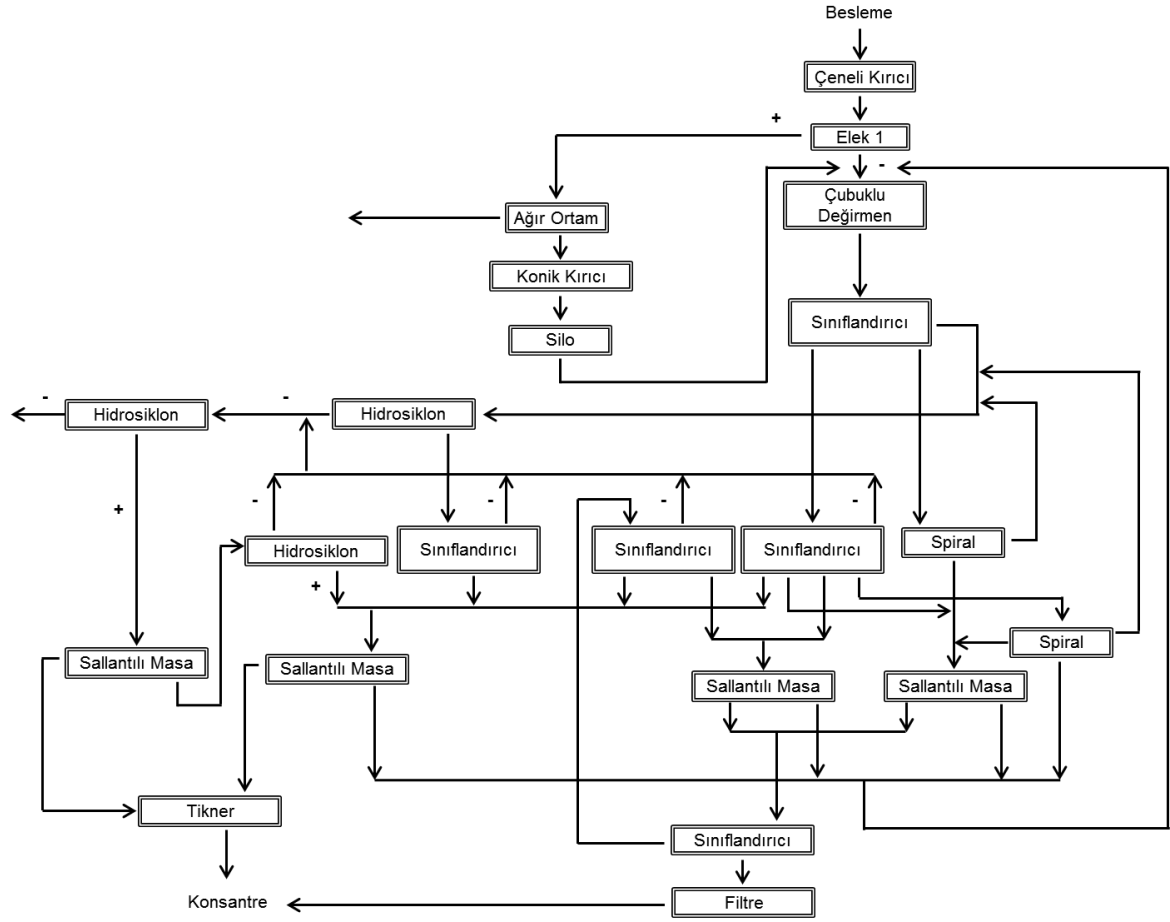 Besleme
Çeneli Kırıcı
+
Elek 1
-
Çubuklu
Değirmen
Ağır Ortam
Konik Kırıcı
Sınıflandırıcı
Silo
-
-
Hidrosiklon
Hidrosiklon
-
-
-
-
+
Hidrosiklon
Sınıflandırıcı
Sınıflandırıcı
Sınıflandırıcı
Spiral
+
Spiral
Sallantılı Masa
Sallantılı Masa
Sallantılı Masa
Sallantılı Masa
Tikner
Sınıflandırıcı
Konsantre
Filtre